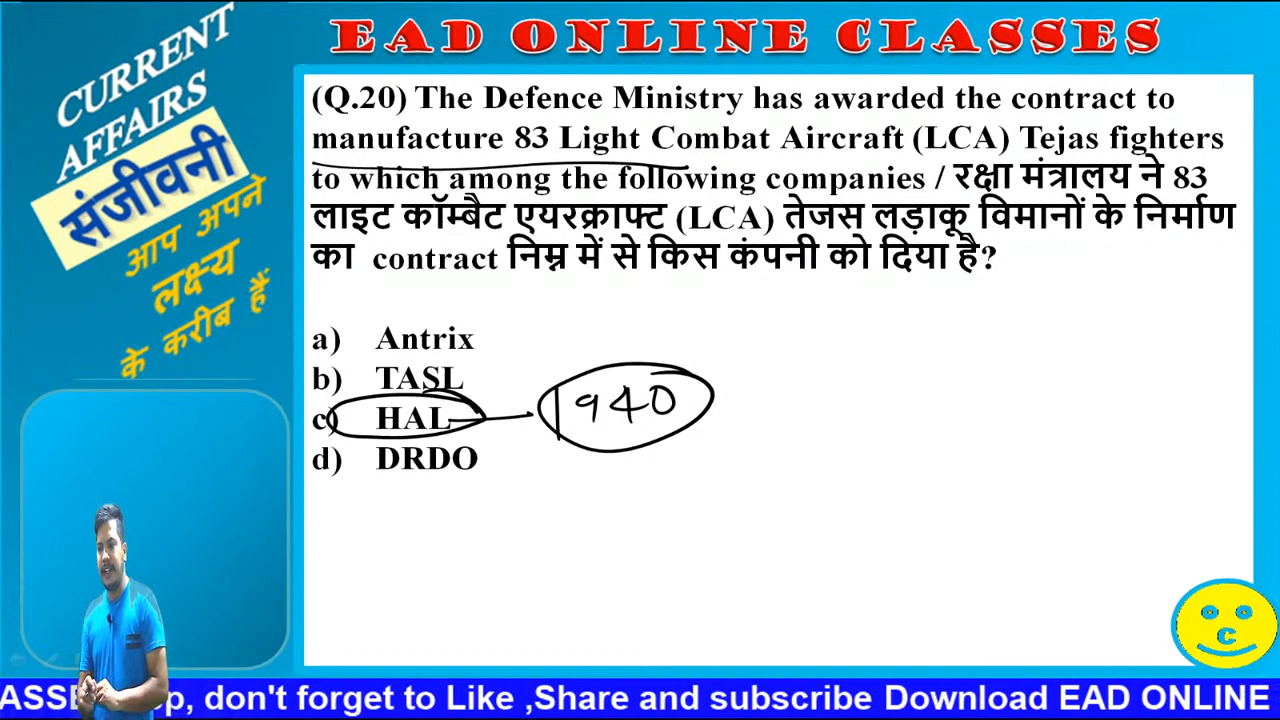 EAD ONLINE CLASSES
CURRENT
AFFAIRS
संजीवनी
आप अपने
लक्ष्य
के करीब हैं
(Q.20) The Defence Ministry has awarded the contract to
manufacture 83 Light Combat Aircraft (LCA) Tejas fighters
to which among the following companies / रक्षा मंत्रालय ने 83
लाइट कॉम्बैट एयरक्राफ्ट (LCA) तेजस लड़ाकू विमानों के निर्माण
का contract निम्न में से किस कंपनी को दिया है?
a) Antrix
b) TASL
c) HAL 1940
d) DRDO
C
ASSE p, don't forget to Like ,Share and subscribe Download EAD ONLINE